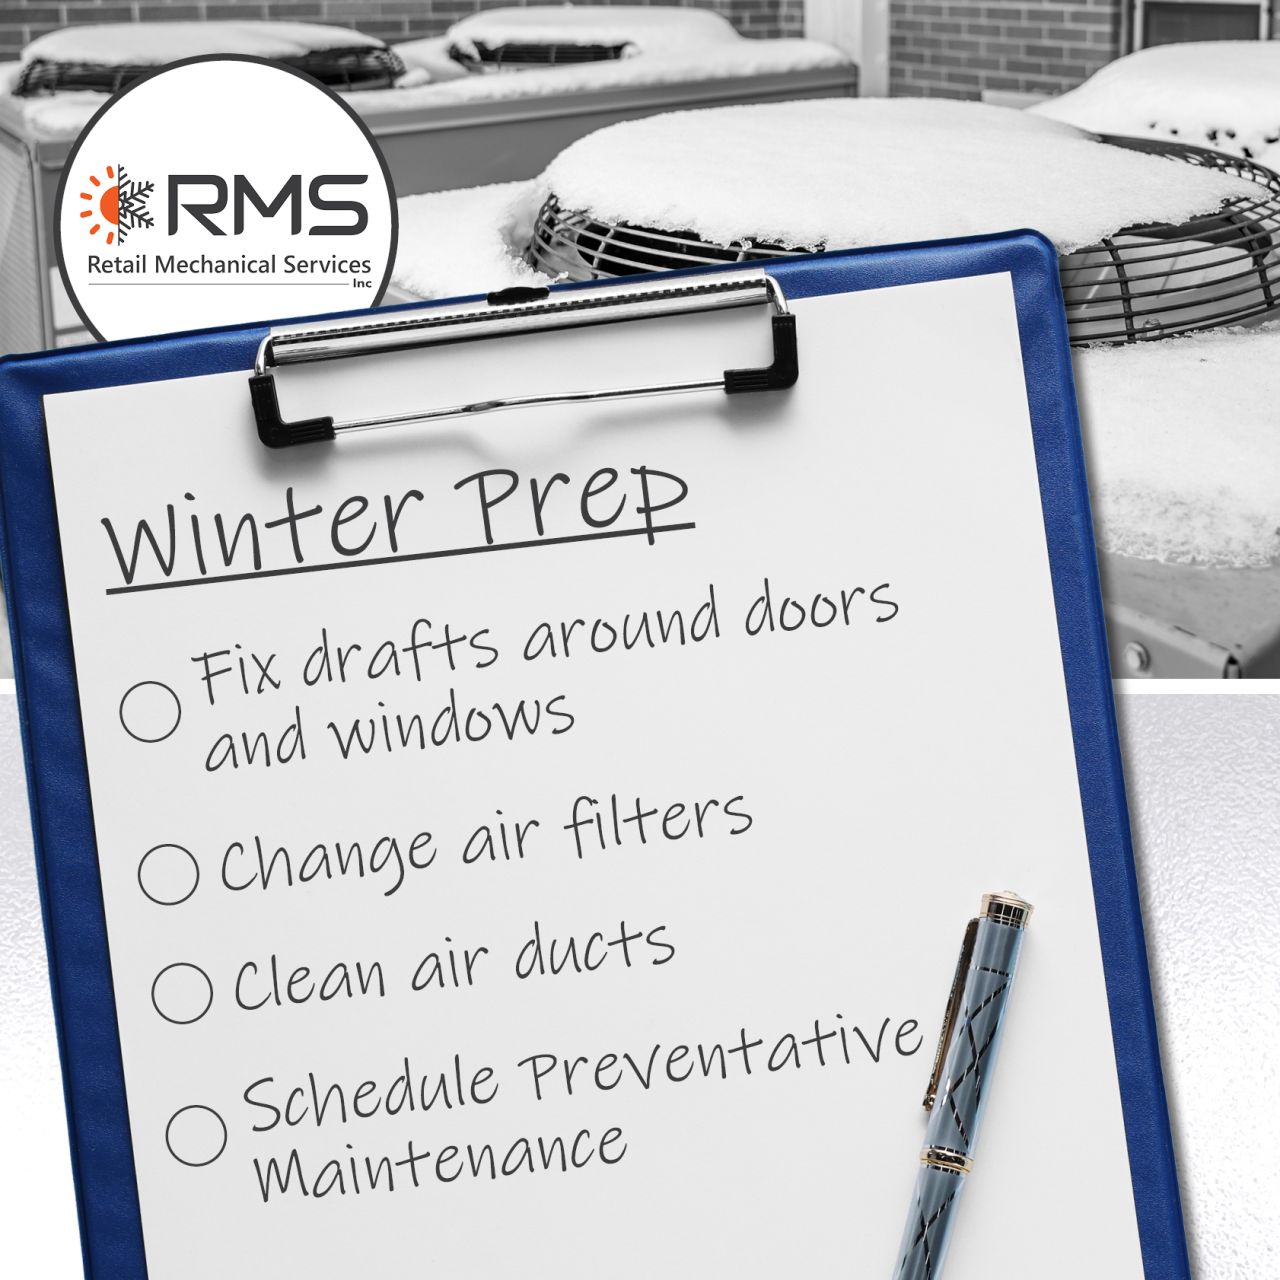 RMS
Retail Mechanical Services
Inc
Winter Prep
Fix drafts around doors
and windows
Change air filters
Clean air ducts
Schedule Preventative
Maintenance